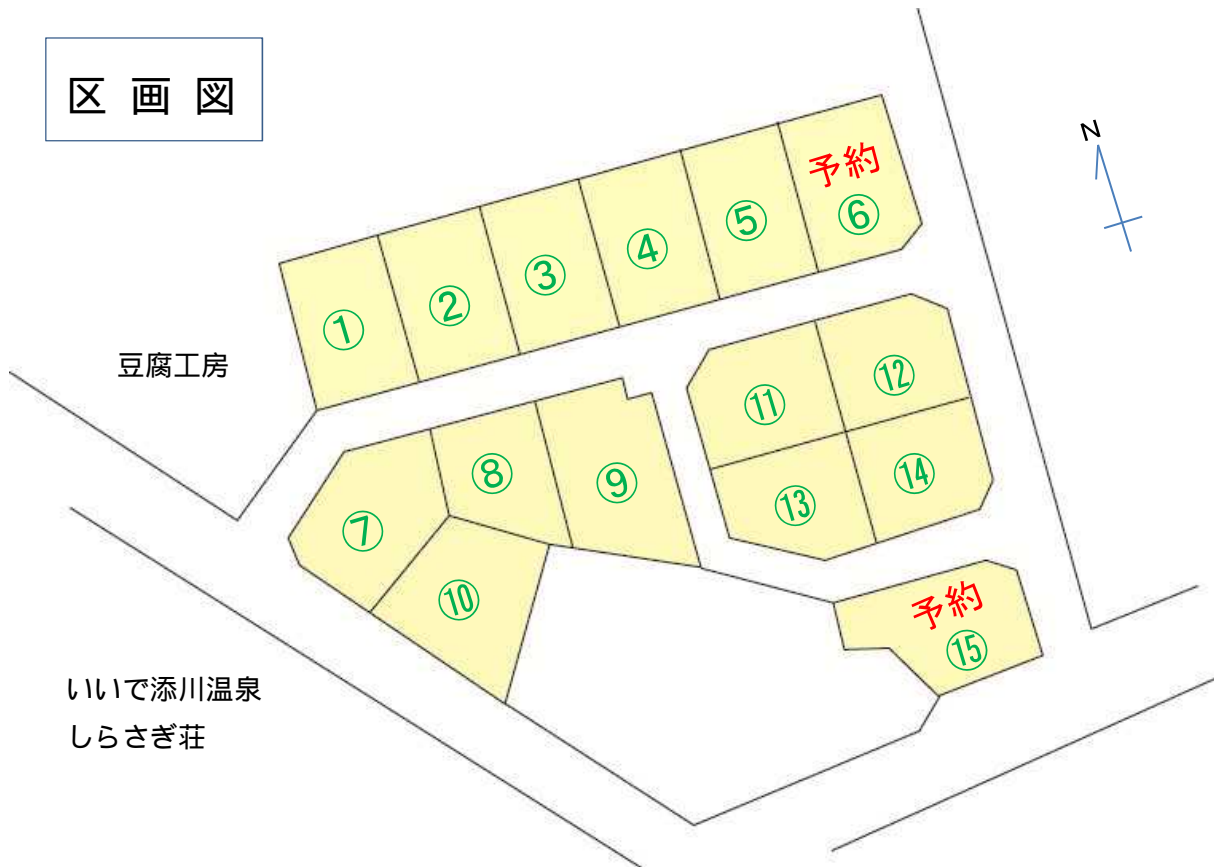 区画図
N
予約
⑥
⑤
④
③
②
①
豆腐工房
⑫
⑪
⑧
⑨
⑭
⑬
⑦
⑩
予約
⑮
いいで添川温泉
しらさぎ荘